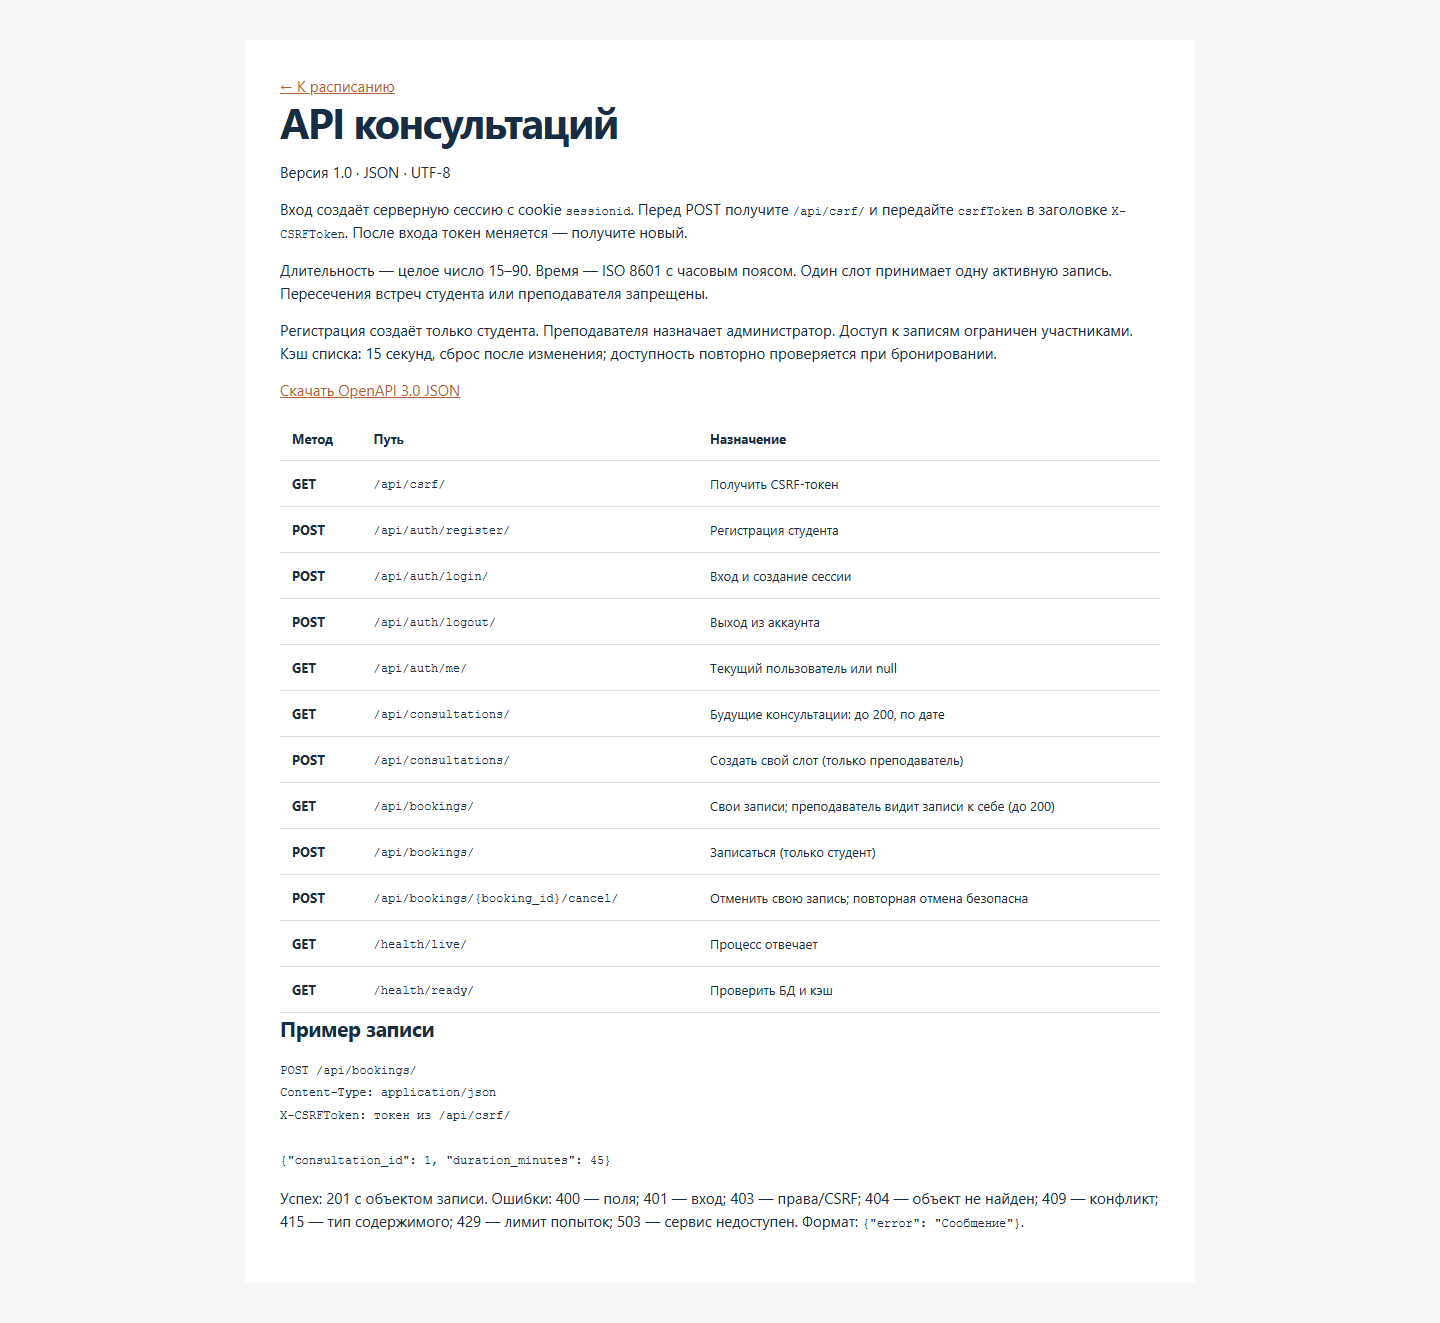 ← К расписанию
API консультаций
Версия 1.0 · JSON · UTF-8
Вход создаёт серверную сессию с cookie sessionid. Перед POST получите /api/csrf/ и передайте csrfToken в заголовке X-
CSRFToken. После входа токен меняется — получите новый.
Длительность — целое число 15–90. Время — ISO 8601 с часовым поясом. Один слот принимает одну активную запись.
Пересечения встреч студента или преподавателя запрещены.
Регистрация создаёт только студента. Преподавателя назначает администратор. Доступ к записям ограничен участниками.
Кэш списка: 15 секунд, сброс после изменения; доступность повторно проверяется при бронировании.
Скачать OpenAPI 3.0 JSON
Метод Путь Назначение
GET /api/csrf/ Получить CSRF-токен
POST /api/auth/register/ Регистрация студента
POST /api/auth/login/ Вход и создание сессии
POST /api/auth/logout/ Выход из аккаунта
GET /api/auth/me/ Текущий пользователь или null
GET /api/consultations/ Будущие консультации: до 200, по дате
POST /api/consultations/ Создать свой слот (только преподаватель)
GET /api/bookings/ Свои записи; преподаватель видит записи к себе (до 200)
POST /api/bookings/ Записаться (только студент)
POST /api/bookings/{booking_id}/cancel/ Отменить свою запись; повторная отмена безопасна
GET /health/live/ Процесс отвечает
GET /health/ready/ Проверить БД и кэш
Пример записи
POST /api/bookings/
Content-Type: application/json
X-CSRFToken: токен из /api/csrf/
{"consultation_id": 1, "duration_minutes": 45}
Успех: 201 с объектом записи. Ошибки: 400 — поля; 401 — вход; 403 — права/CSRF; 404 — объект не найден; 409 — конфликт;
415 — тип содержимого; 429 — лимит попыток; 503 — сервис недоступен. Формат: {"error": "Сообщение"}.